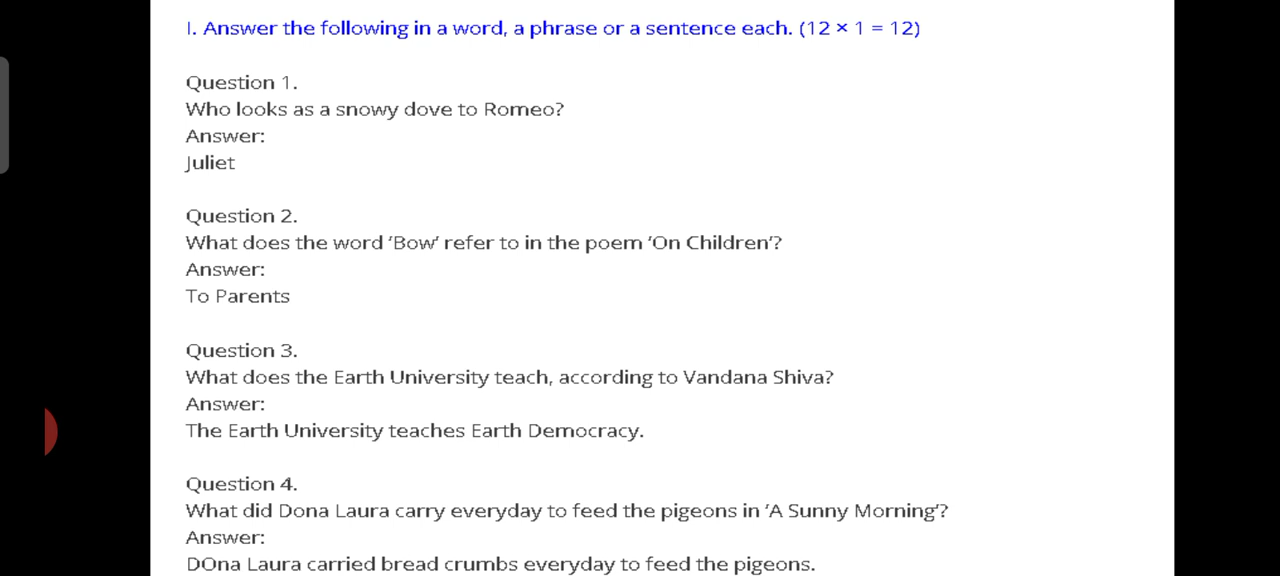 I. Answer the following in a word, a phrase or a sentence each. (12 × 1 = 12)
Question 1.
Who looks as a snowy dove to Romeo?
Answer:
Juliet
Question 2.
What does the word ‘Bow’ refer to in the poem ‘On Children’?
Answer:
To Parents
Question 3.
What does the Earth University teach, according to Vandana Shiva?
Answer:
The Earth University teaches Earth Democracy.
Question 4.
What did Dona Laura carry everyday to feed the pigeons in ‘A Sunny Morning’?
Answer:
DOna Laura carried bread crumbs everyday to feed the pigeons.